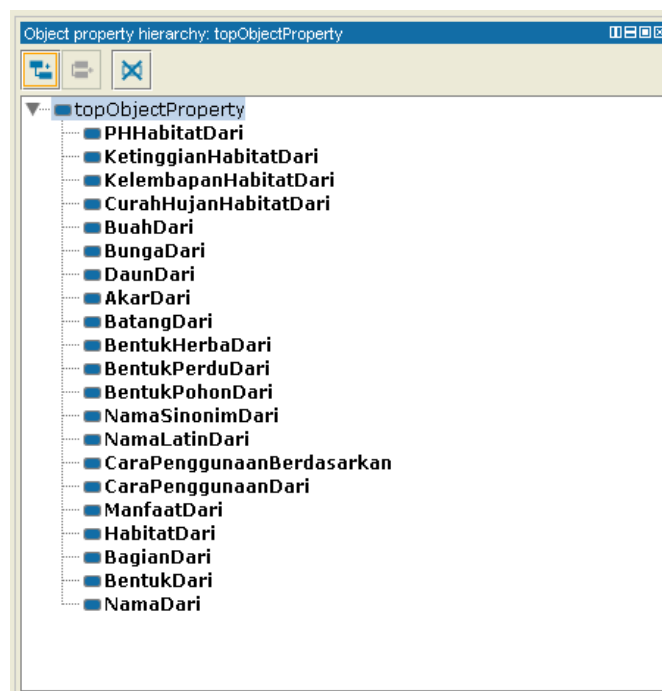 Object property hierarchy: topObjectProperty
topObjectProperty
PHHabitatDari
KetinggianHabitatDari
KelembapanHabitatDari
CurahHujanHabitatDari
BuahDari
BungaDari
DaunDari
AkarDari
BatangDari
BentukHerbaDari
BentukPerduDari
BentukPohonDari
NamaSinonimDari
NamaLatinDari
CaraPenggunaanBerdasarkan
CaraPenggunaanDari
ManfaatDari
HabitatDari
BagianDari
BentukDari
NamaDari